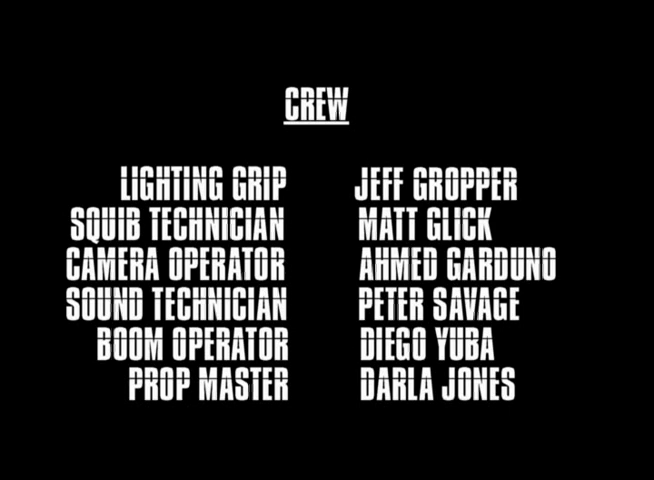 CREW
LIGHTING GRIP JEFF GROPPER
SQUIB TECHNICIAN MATT GLICK
CAMERA OPERATOR AHMED GARDUNO
SOUND TECHNICIAN PETER SAVAGE
BOOM OPERATOR DIEGO YUBA
PROP MASTER DARLA JONES